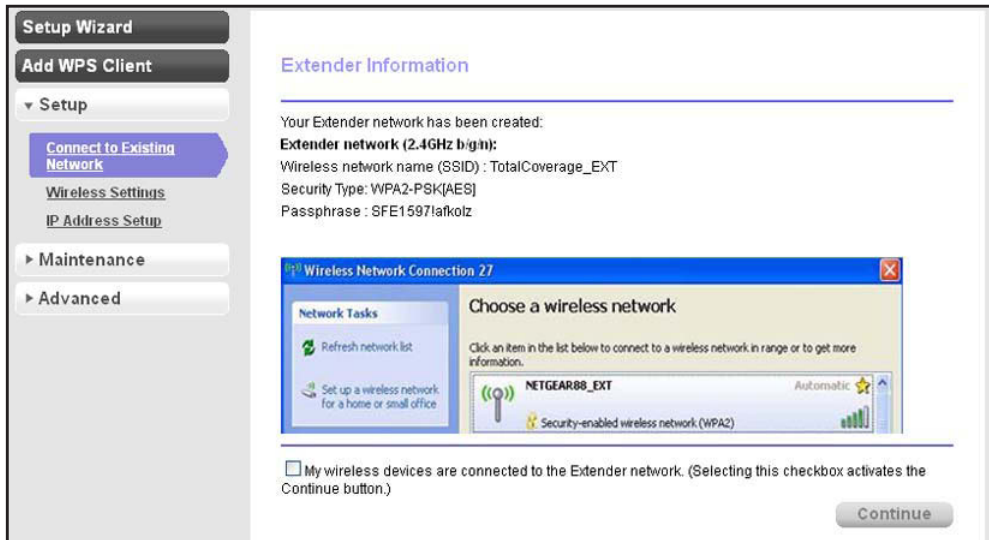 Setup Wizard
Add WPS Client
Setup
Connect to Existing
Network
Wireless Settings
IP Address Setup
Maintenance
Advanced
Extender Information
Your Extender network has been created:
Extender network (2.4GHz b/g/n):
Wireless network name (SSID) : TotalCoverage_EXT
Security Type: WPA2-PSK[AES]
Passphrase : SFE1597!afkolz
Wireless Network Connection 27
Network Tasks
Refresh network list
Set up a wireless network
for a home or small office
Choose a wireless network
Click an item in the list below to connect to a wireless network in range or to get more
information.
NETGEAR88_EXT
Automatic
Security-enabled wireless network (WPA2)
My wireless devices are connected to the Extender network. (Selecting this checkbox activates the
Continue button.)
Continue